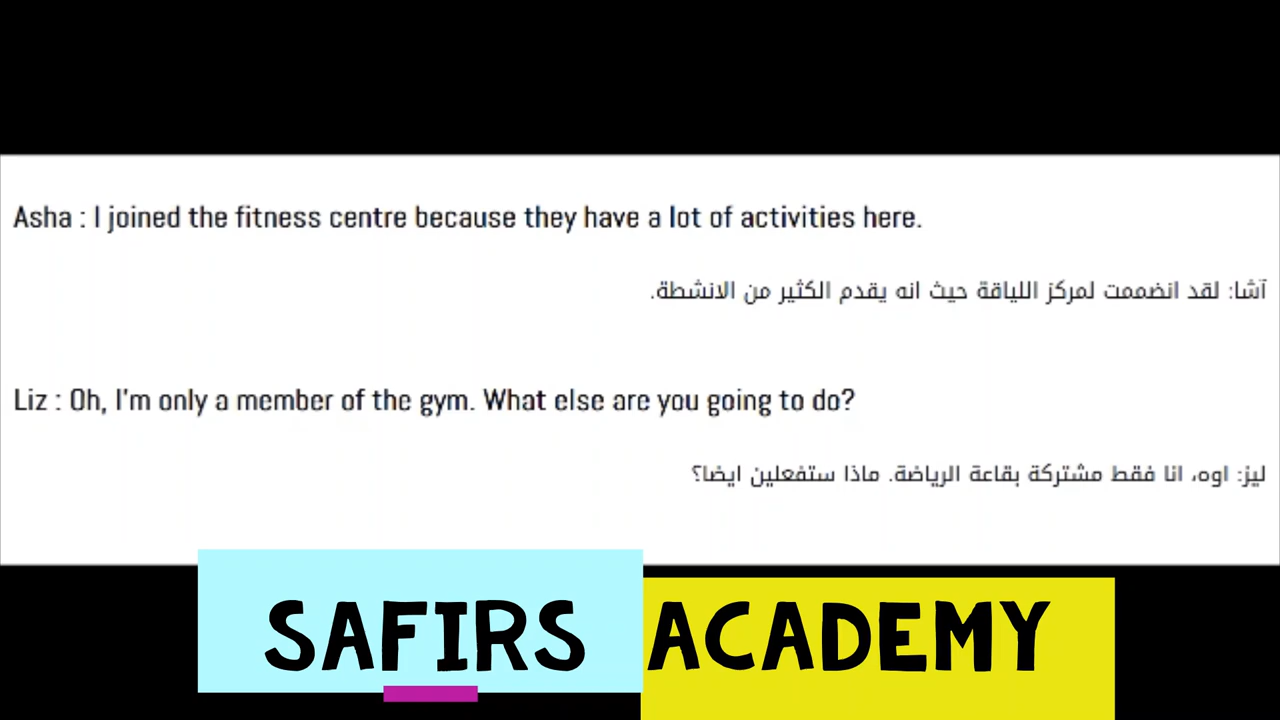 Asha : I joined the fitness centre because they have a lot of activities here.
آشا: لقد انضممت لمركز اللياقة حيث انه يقدم الكثير من الانشطة.
Liz : Oh, I'm only a member of the gym. What else are you going to do?
ليز: اوه، انا فقط مشتركة بقاعة الرياضة. ماذا ستفعلين ايضا؟
SAFIRS ACADEMY